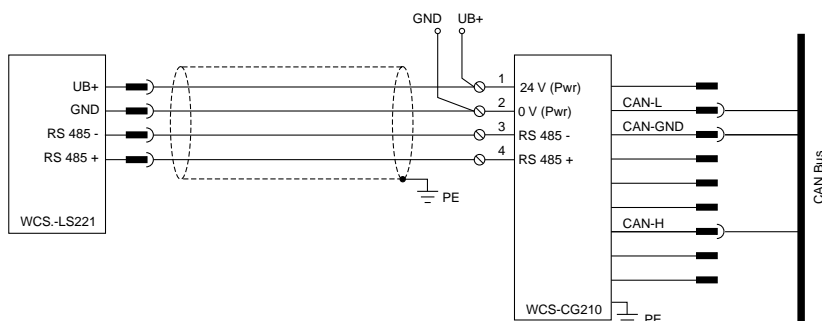 GND UB+
UB+ 1 24 V (Pwr)
GND 2 0 V (Pwr) CAN-L
RS 485 - 3 RS 485 - CAN-GND
RS 485 + 4 RS 485 +
CAN Bus
PE
WCS.-LS221
CAN-H
WCS-CG210
PE